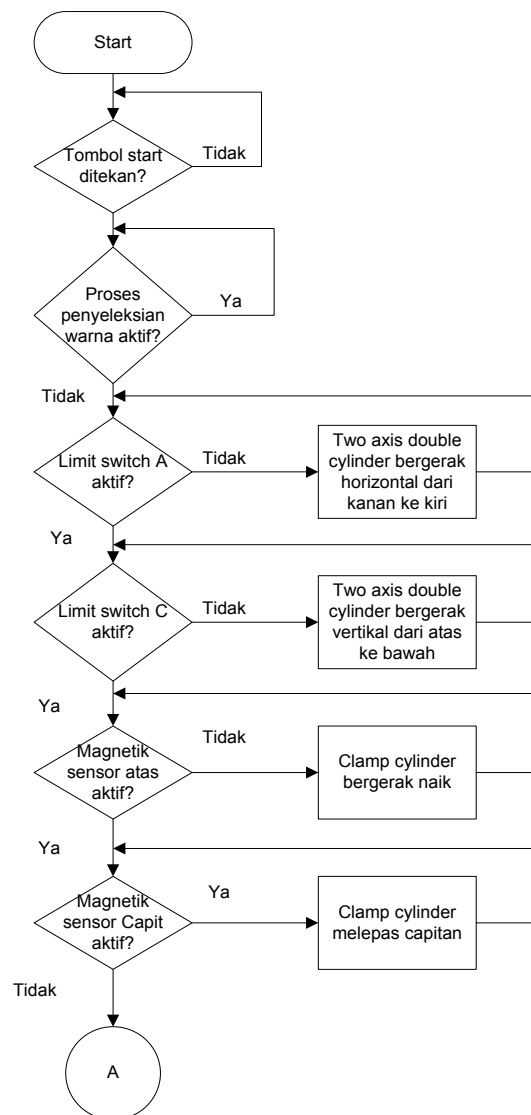 Start
Tombol start
ditekan?
Tidak
Proses
penyeleksian
warna aktif?
Ya
Tidak
Limit switch A
aktif?
Tidak
Two axis double
cylinder bergerak
horizontal dari
kanan ke kiri
Ya
Limit switch C
aktif?
Tidak
Two axis double
cylinder bergerak
vertikal dari atas
ke bawah
Ya
Magnetik
sensor atas
aktif?
Tidak
Clamp cylinder
bergerak naik
Ya
Magnetik
sensor Capit
aktif?
Ya
Clamp cylinder
melepas capitan
Tidak
A